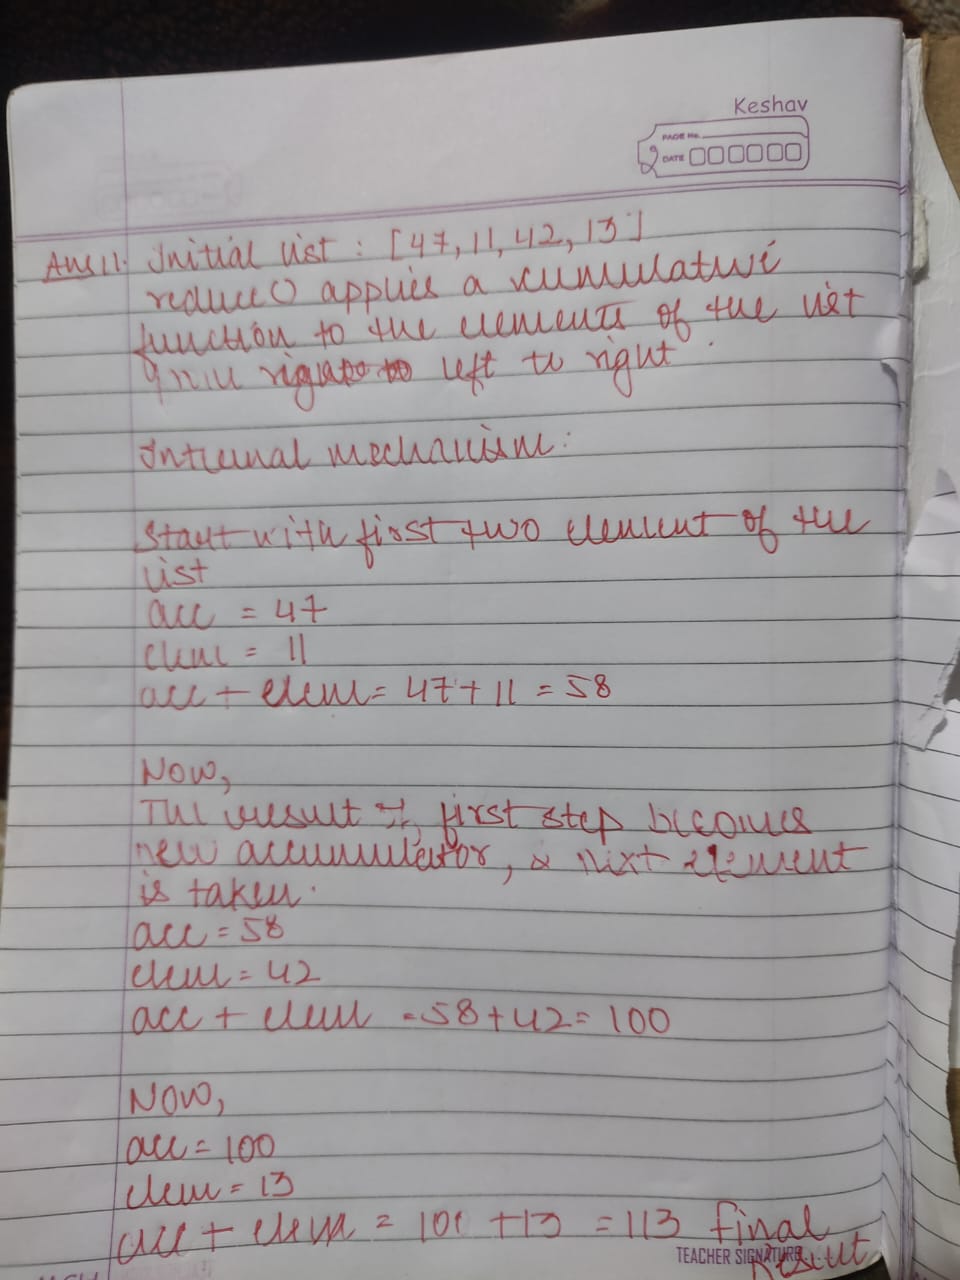 Keshav
PAGE No.
DATE
2
Ans 11. Initial list : [47, 11, 42, 13]
reduce() applies a cumulative
function to the elements of the list
from left to right.
Internal mechanism:
Start with first two element of the
list
acc = 47
elem = 11
acc + elem = 47 + 11 = 58
Now,
The result of first step becomes
new accumulator, & next element
is taken.
acc = 58
elem = 42
acc + elem = 58 + 42 = 100
Now,
acc = 100
elem = 13
acc + elem = 100 + 13 = 113 final
Result
TEACHER SIGNATURE